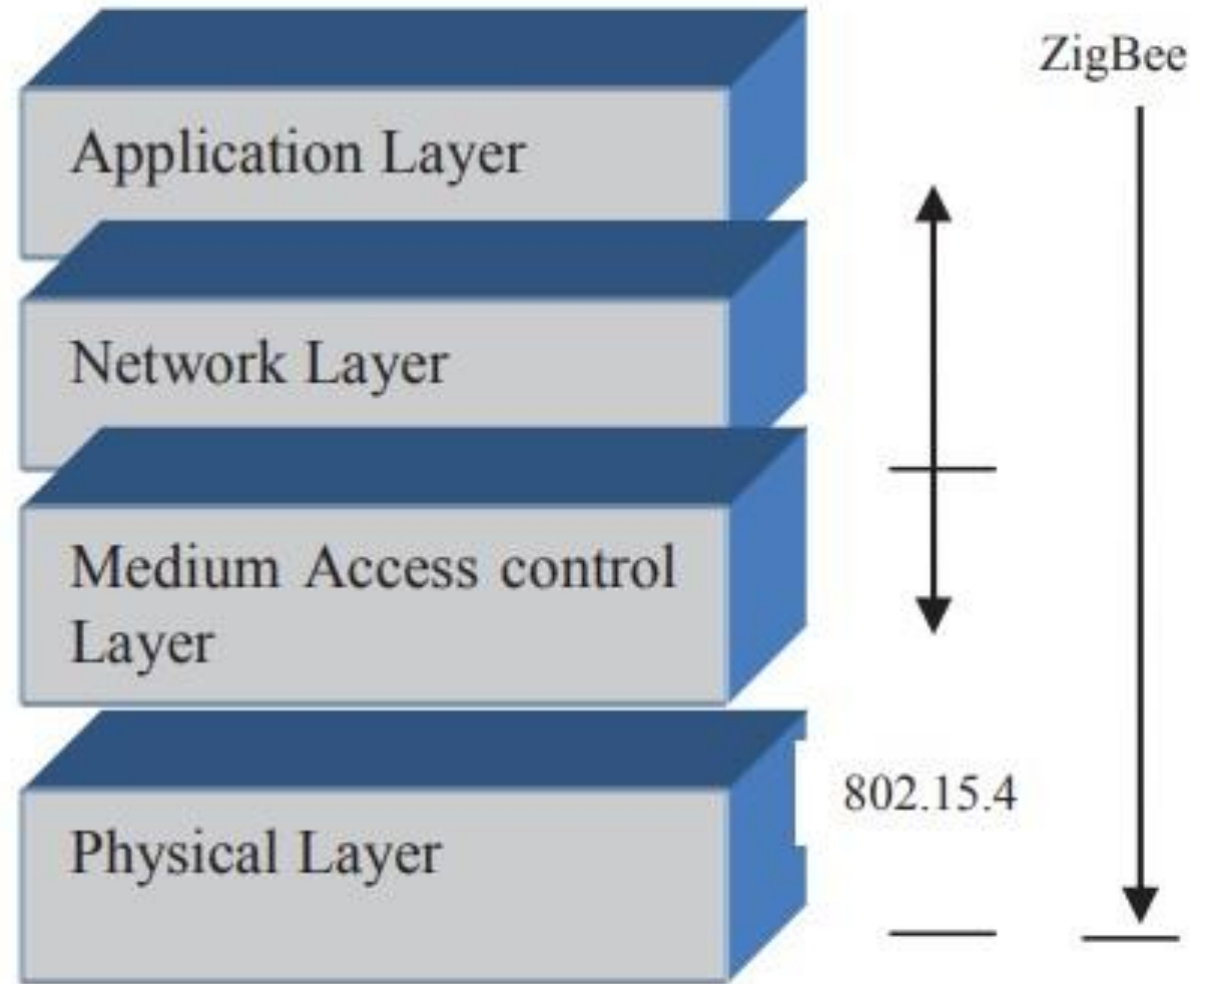 ZigBee
Application Layer
Network Layer
Medium Access control
Layer
802.15.4
Physical Layer